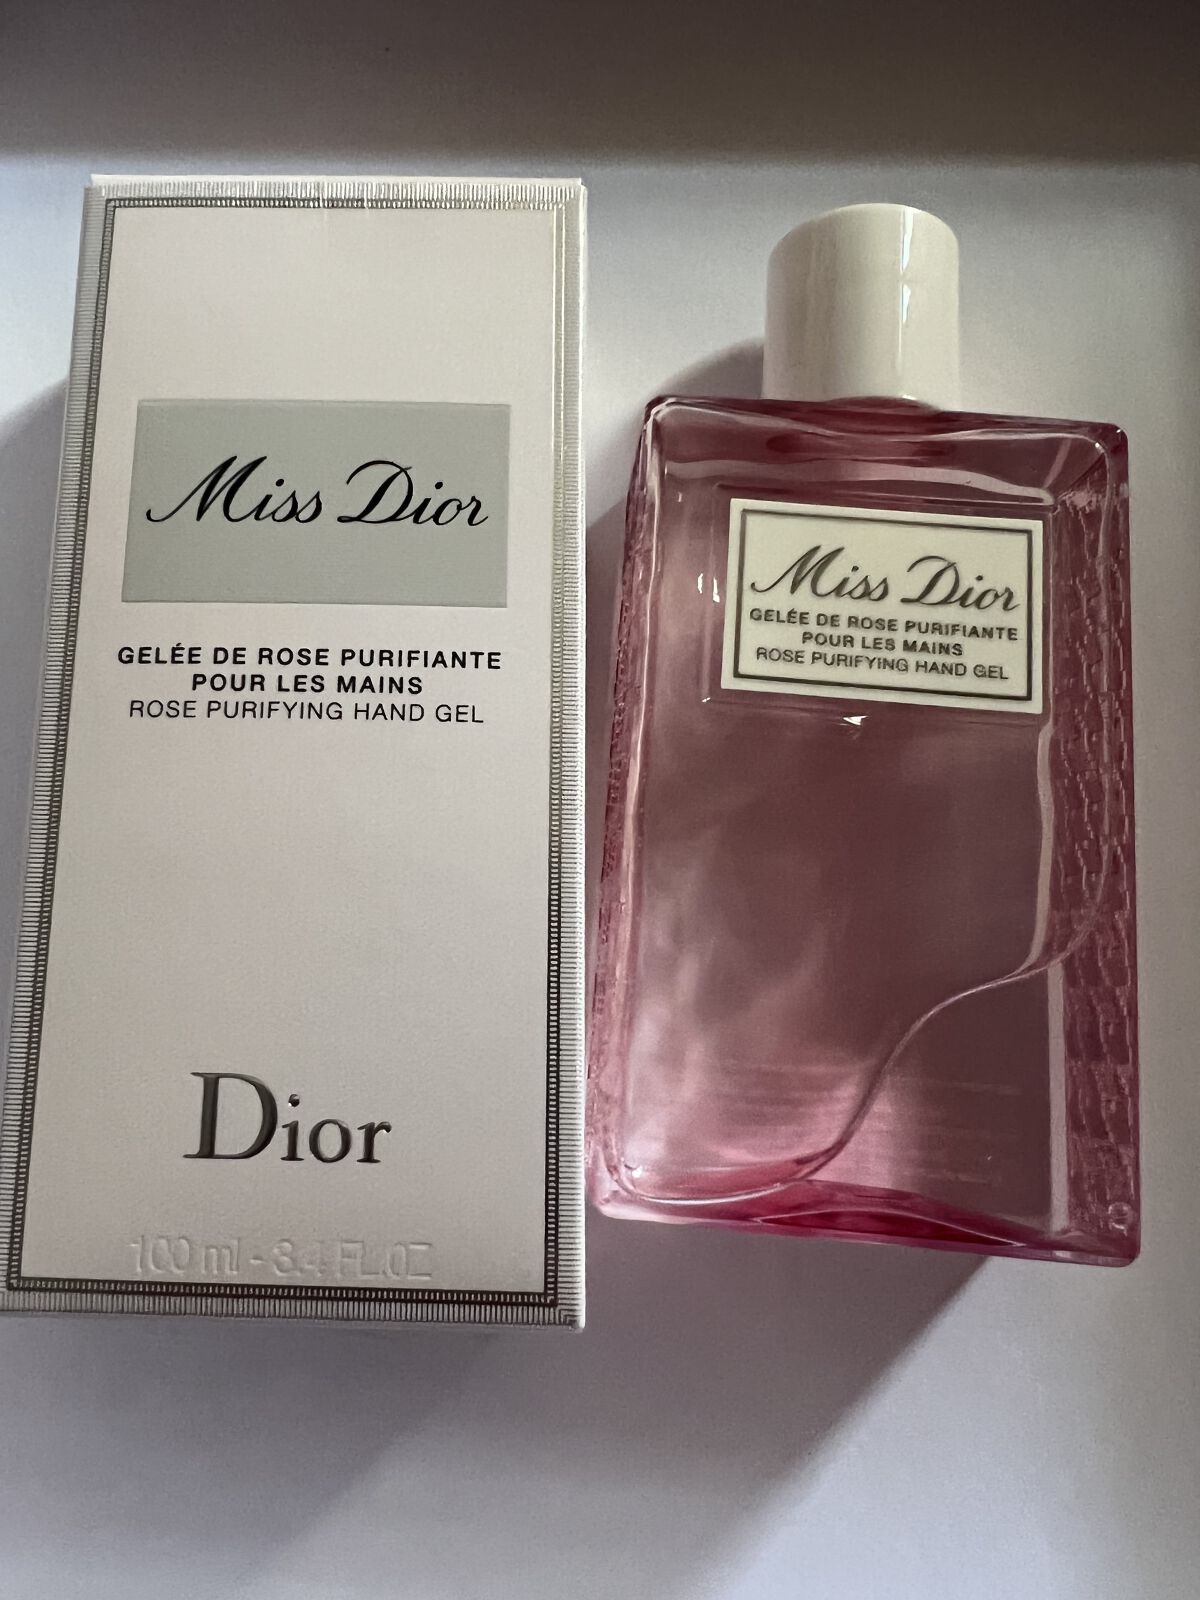 Miss Dior
GELÉE DE ROSE PURIFIANTE
POUR LES MAINS
ROSE PURIFYING HAND GEL
Dior
100 ml - 3.4 FL.OZ
Miss Dior
GELÉE DE ROSE PURIFIANTE
POUR LES MAINS
ROSE PURIFYING HAND GEL